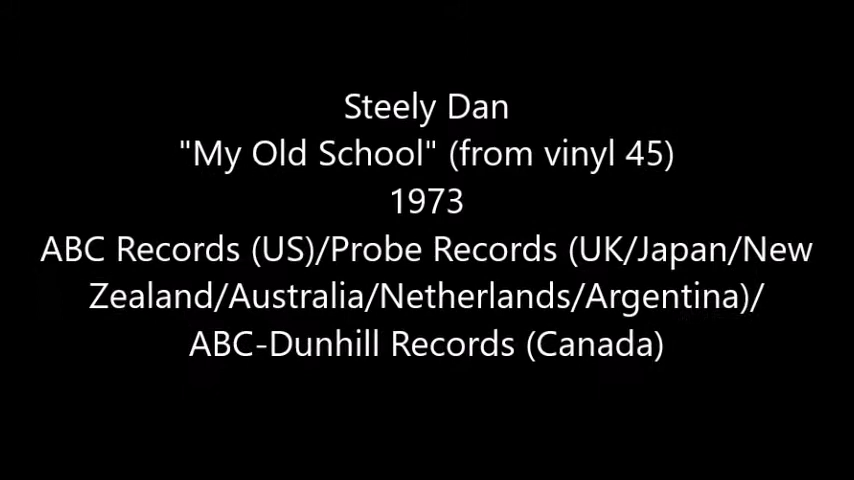 Steely Dan
"My Old School" (from vinyl 45)
1973
ABC Records (US)/Probe Records (UK/Japan/New
Zealand/Australia/Netherlands/Argentina)/
ABC-Dunhill Records (Canada)